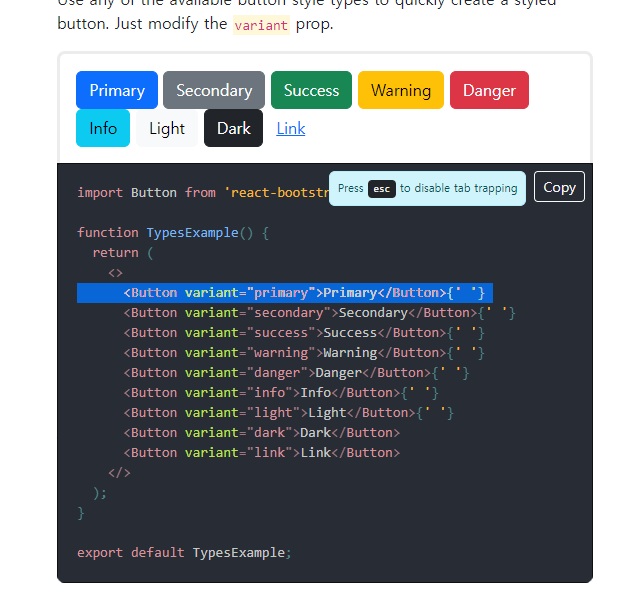 Use any of the available button style types to quickly create a styled
button. Just modify the variant prop.
Primary Secondary Success Warning Danger
Info Light Dark Link
Press esc to disable tab trapping
Copy
import Button from 'react-bootstr
function TypesExample() {
return (
<>
<Button variant="primary">Primary</Button>{' '}
<Button variant="secondary">Secondary</Button>{' '}
<Button variant="success">Success</Button>{' '}
<Button variant="warning">Warning</Button>{' '}
<Button variant="danger">Danger</Button>{' '}
<Button variant="info">Info</Button>{' '}
<Button variant="light">Light</Button>{' '}
<Button variant="dark">Dark</Button>
<Button variant="link">Link</Button>
</>
);
}
export default TypesExample;